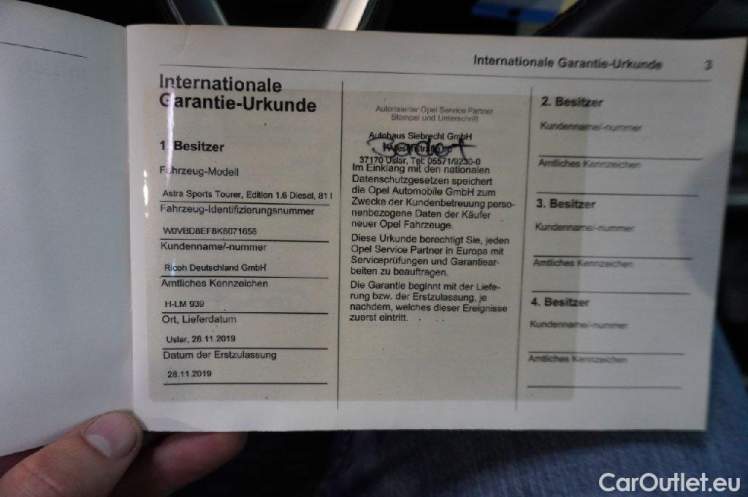 Internationale Garantie-Urkunde 3
Internationale
Garantie-Urkunde
1. Besitzer
Fahrzeug-Modell
Astra Sports Tourer, Edition 1.6 Diesel, 81 l
Fahrzeug-Identifizierungsnummer
W0VBD8EF8K8071656
Kundenname/-nummer
Ricoh Deutschland GmbH
Amtliches Kennzeichen
H-LM 939
Ort, Lieferdatum
Uslar, 28.11.2019
Datum der Erstzulassung
28.11.2019
Autorisierter Opel Service Partner
Stempel und Unterschrift
Autohaus Siebrecht GmbH
37170 Uslar, Tel: 05571/9230-0
Im Einklang mit den nationalen
Datenschutzgesetzen speichert
die Opel Automobile GmbH zum
Zwecke der Kundenbetreuung perso-
nenbezogene Daten der Käufer
neuer Opel Fahrzeuge.
Diese Urkunde berechtigt Sie, jeden
Opel Service Partner in Europa mit
Serviceprüfungen und Garantiear-
beiten zu beauftragen.
Die Garantie beginnt mit der Liefe-
rung bzw. der Erstzulassung, je
nachdem, welches dieser Ereignisse
zuerst eintritt.
2. Besitzer
Kundenname/-nummer
Amtliches Kennzeichen
3. Besitzer
Kundenname/-nummer
Amtliches Kennzeichen
4. Besitzer
Kundenname/-nummer
Amtliches Kennzeichen
CarOutlet.eu